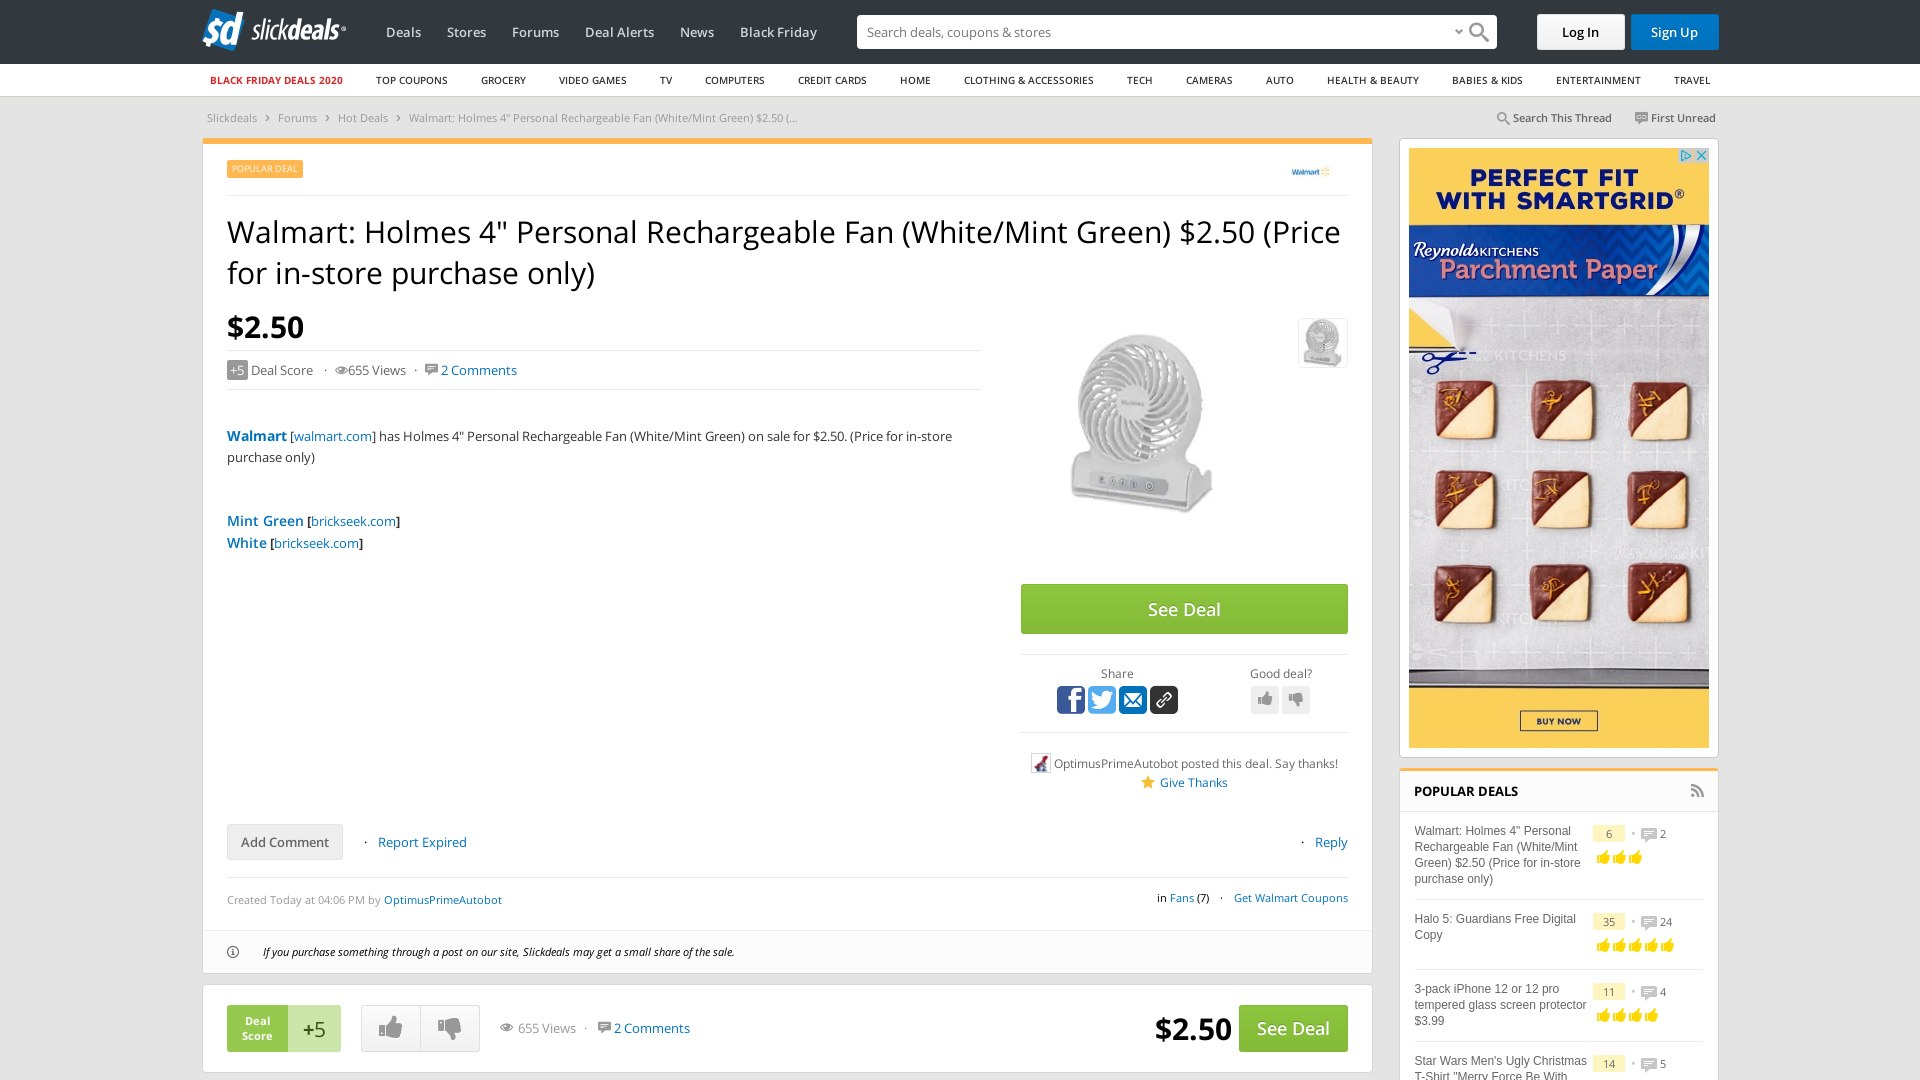 sd slickdeals
Deals Stores Forums Deal Alerts News Black Friday
Search deals, coupons & shops
Log In
Sign Up
BLACK FRIDAY DEALS 2020 TOP COUPONS GROCERY VIDEO GAMES TV COMPUTERS CREDIT CARDS HOME CLOTHING & ACCESSORIES TECH CAMERAS AUTO HEALTH & BEAUTY BABIES & KIDS ENTERTAINMENT TRAVEL
Slickdeals › Forums › Hot Deals › Walmart: Holmes 4" Personal Rechargeable Fan (White/Mint Green) $2.50 (...
Search This Thread
First Unread
POPULAR DEAL
Walmart
Walmart: Holmes 4" Personal Rechargeable Fan (White/Mint Green) $2.50 (Price
for in-store purchase only)
$2.50
+5 Deal Score · 655 Views · 2 Comments
Walmart [walmart.com] has Holmes 4" Personal Rechargeable Fan (White/Mint Green) on sale for $2.50. (Price for in-store
purchase only)
Mint Green [brickseek.com]
White [brickseek.com]
See Deal
Share
Good deal?
OptimusPrimeAutobot posted this deal. Say thanks!
Give Thanks
Add Comment · Report Expired
· Reply
Created Today at 04:06 PM by OptimusPrimeAutobot
in Fans (7) · Get Walmart Coupons
If you purchase something through a post on our site, Slickdeals may get a small share of the sale.
Deal
Score
+5
655 Views · 2 Comments
$2.50
See Deal
PERFECT FIT
WITH SMARTGRID®
Reynolds KITCHENS
Parchment Paper
BUY NOW
POPULAR DEALS
Walmart: Holmes 4" Personal
Rechargeable Fan (White/Mint
Green) $2.50 (Price for in-store
purchase only)
6 • 2
Halo 5: Guardians Free Digital
Copy
35 • 24
3-pack iPhone 12 or 12 pro
tempered glass screen protector
$3.99
11 • 4
Star Wars Men's Ugly Christmas
T-Shirt "Merry Force Be With
14 • 5